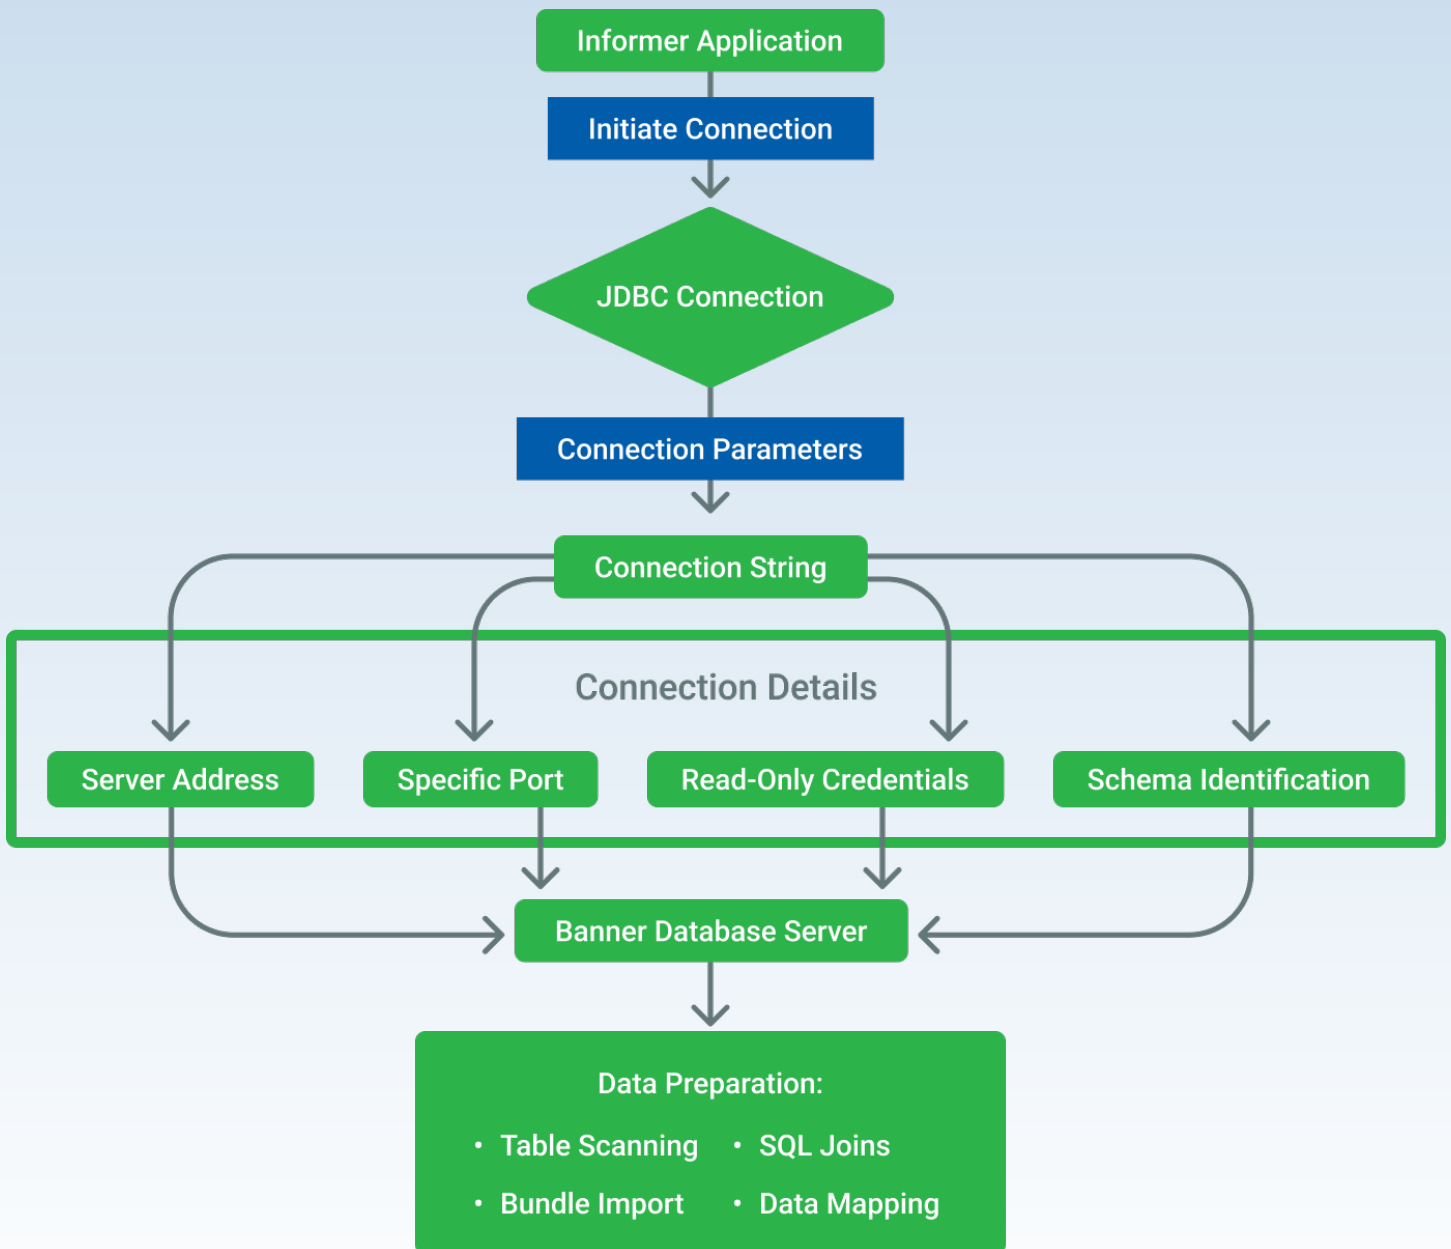 Informer Application
Initiate Connection
JDBC Connection
Connection Parameters
Connection String
Connection Details
Server Address
Specific Port
Read-Only Credentials
Schema Identification
Banner Database Server
Data Preparation:
• Table Scanning • SQL Joins
• Bundle Import • Data Mapping